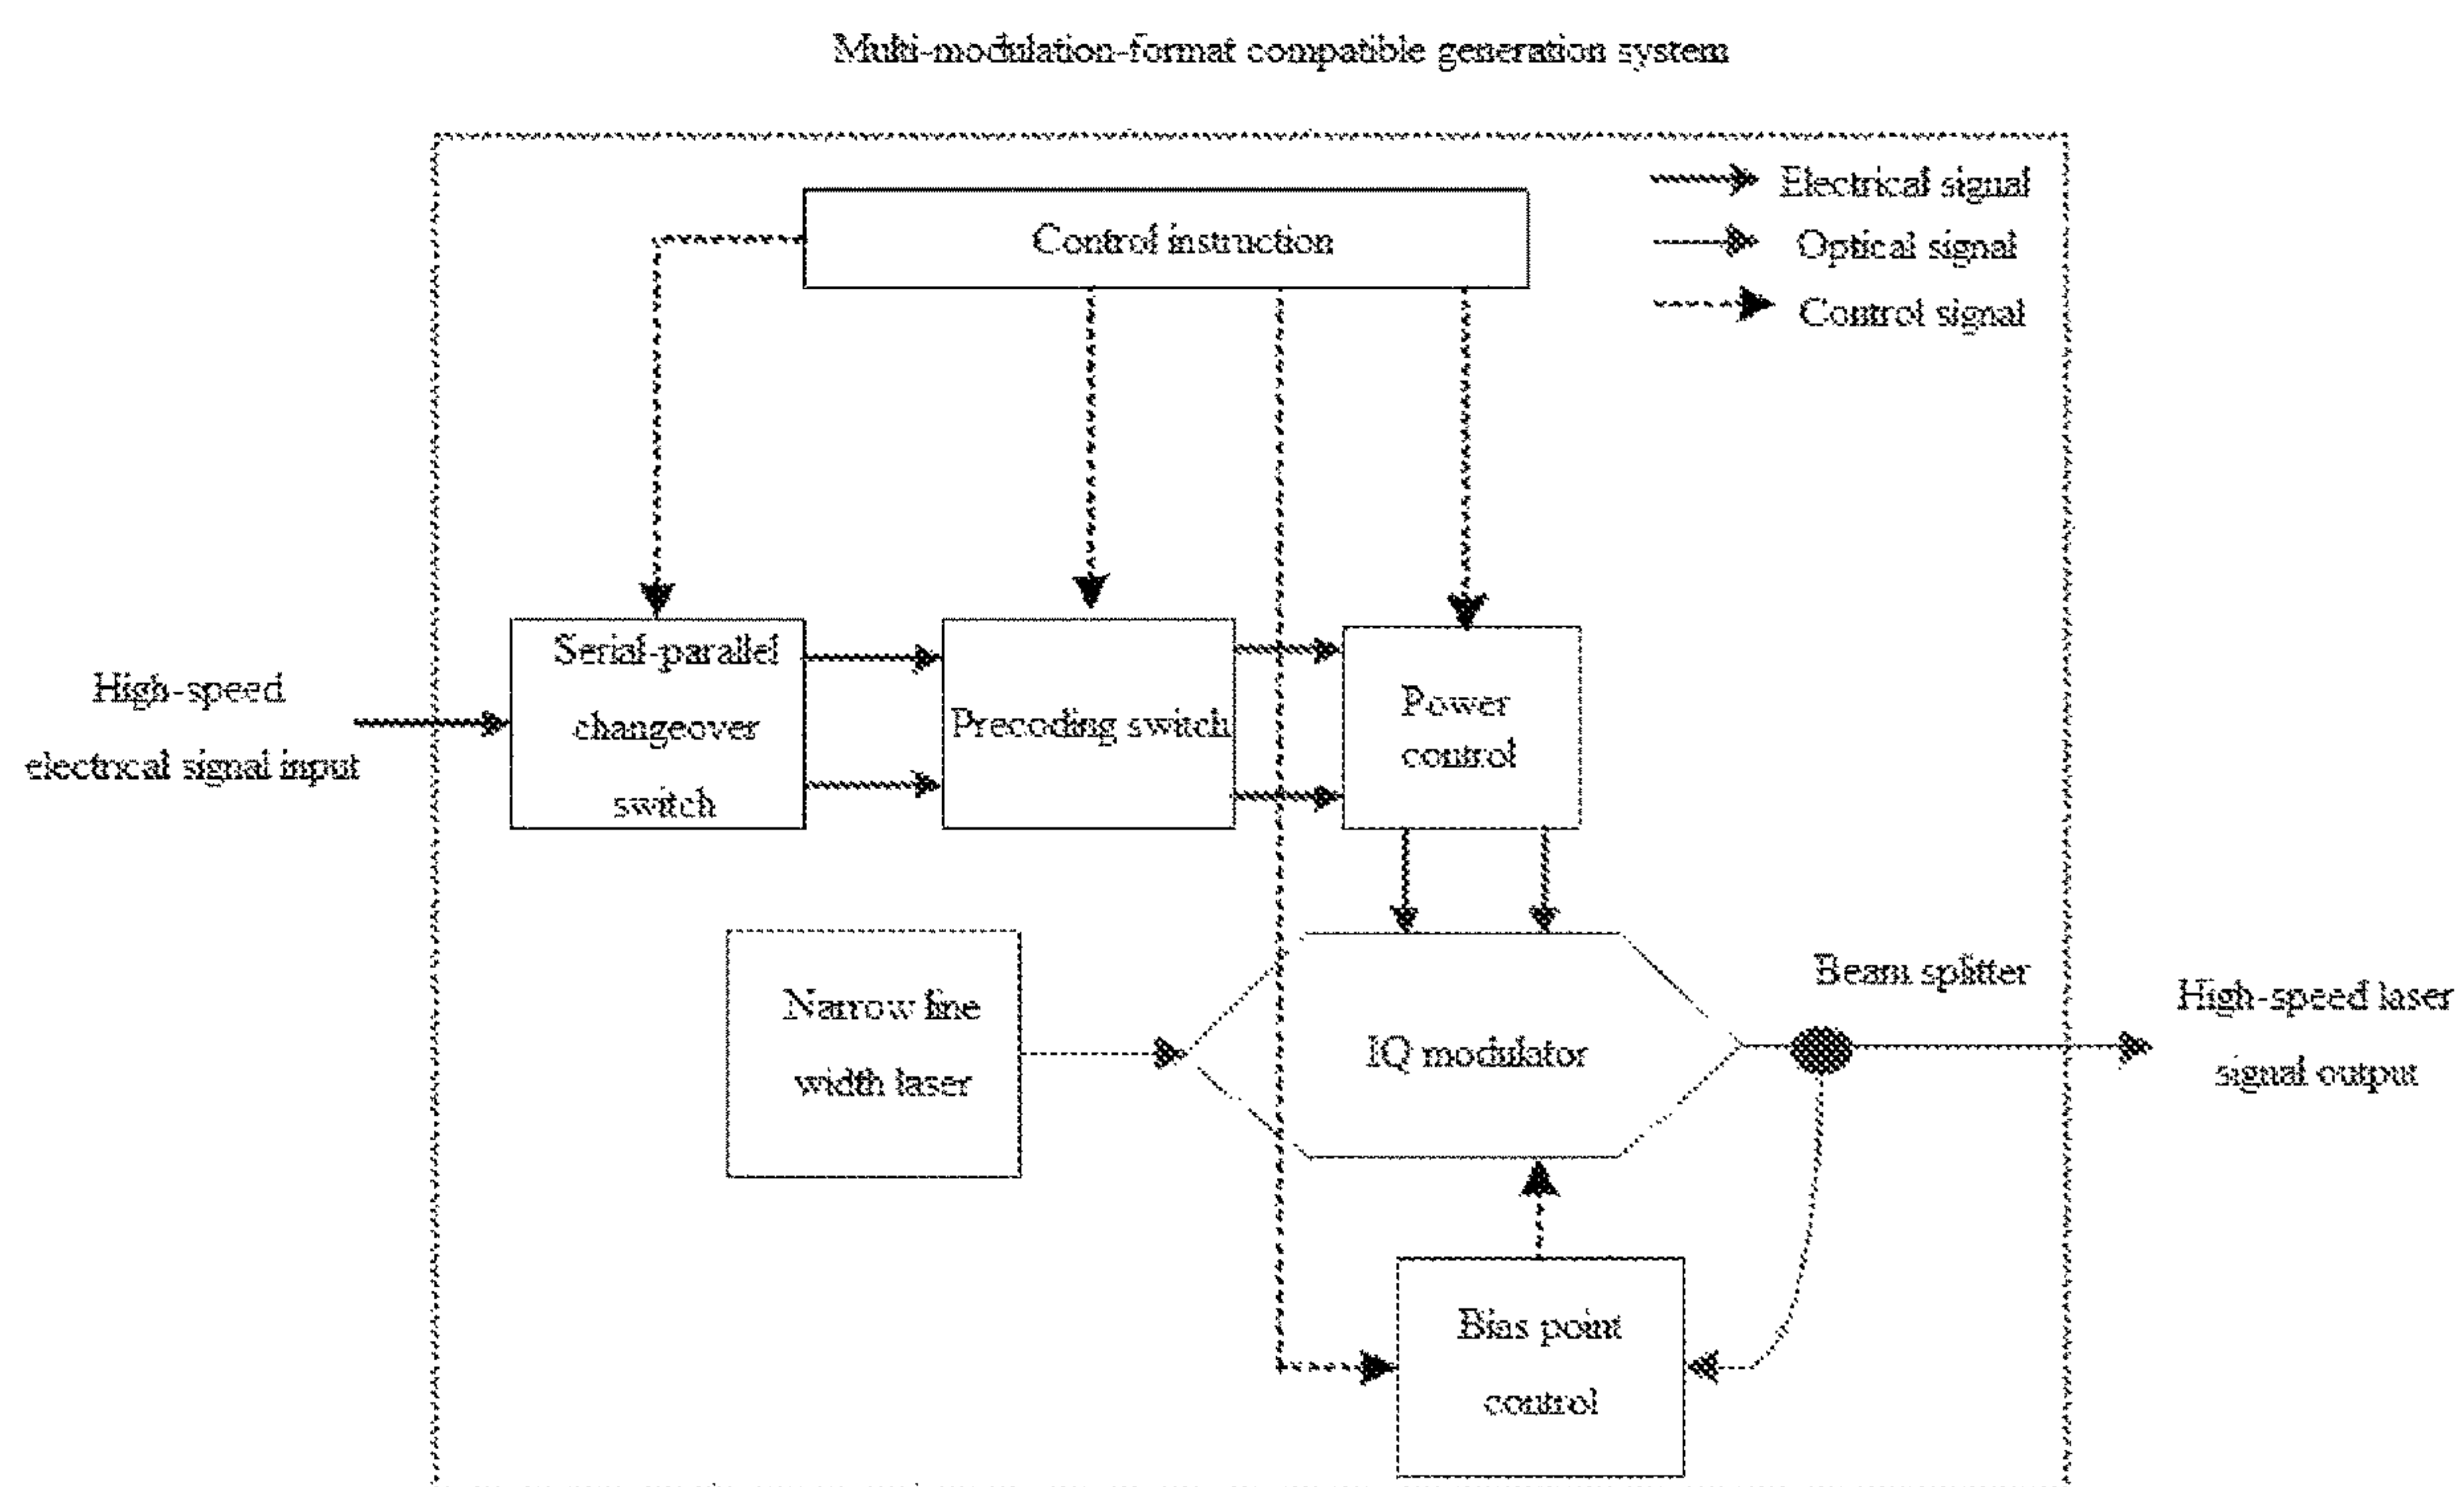 Multi-modulation-format compatible generation system
Electrical signal
Control instruction
Optical signal
Control signal
Serial-parallel
changeover
switch
High-speed
electrical signal input
Precoding switch
Power
control
Narrow line
width laser
IQ modulator
Beam splitter
High-speed laser
signal output
Bias point
control